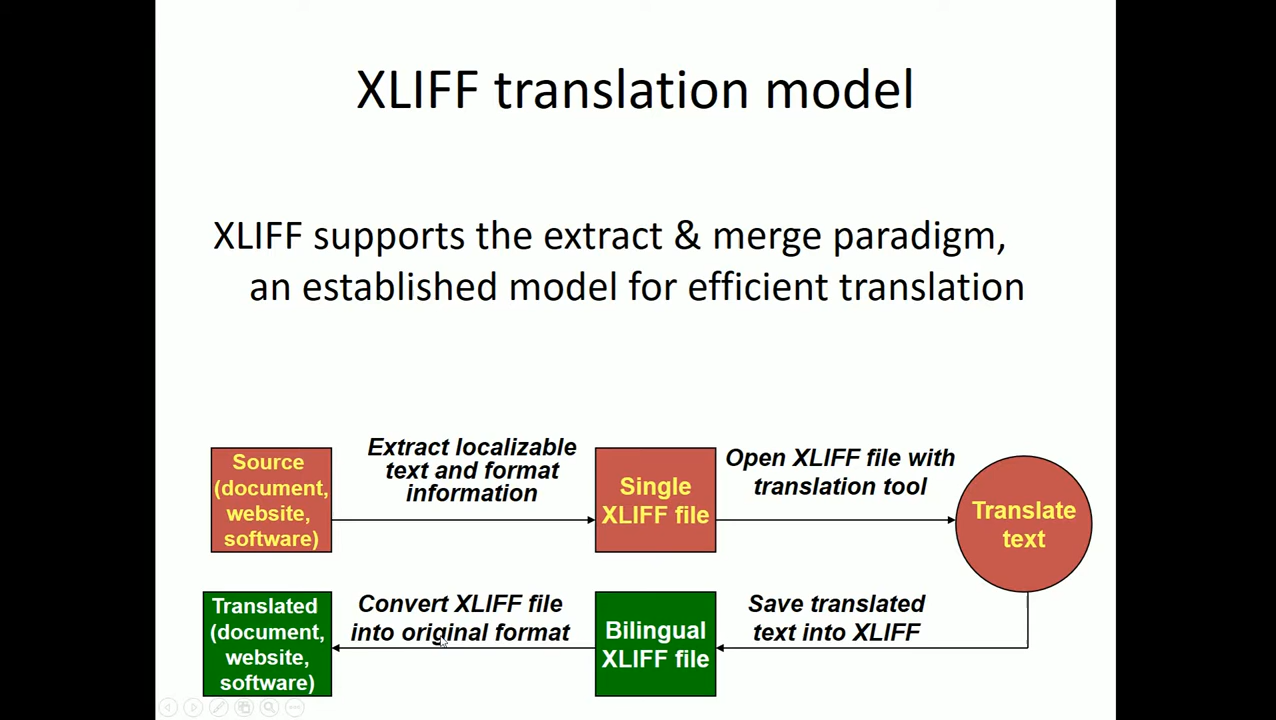 XLIFF translation model
XLIFF supports the extract & merge paradigm,
an established model for efficient translation
Source
(document,
website,
software)
Extract localizable
text and format
information
Single
XLIFF file
Open XLIFF file with
translation tool
Translate
text
Translated
(document,
website,
software)
Convert XLIFF file
into original format
Bilingual
XLIFF file
Save translated
text into XLIFF